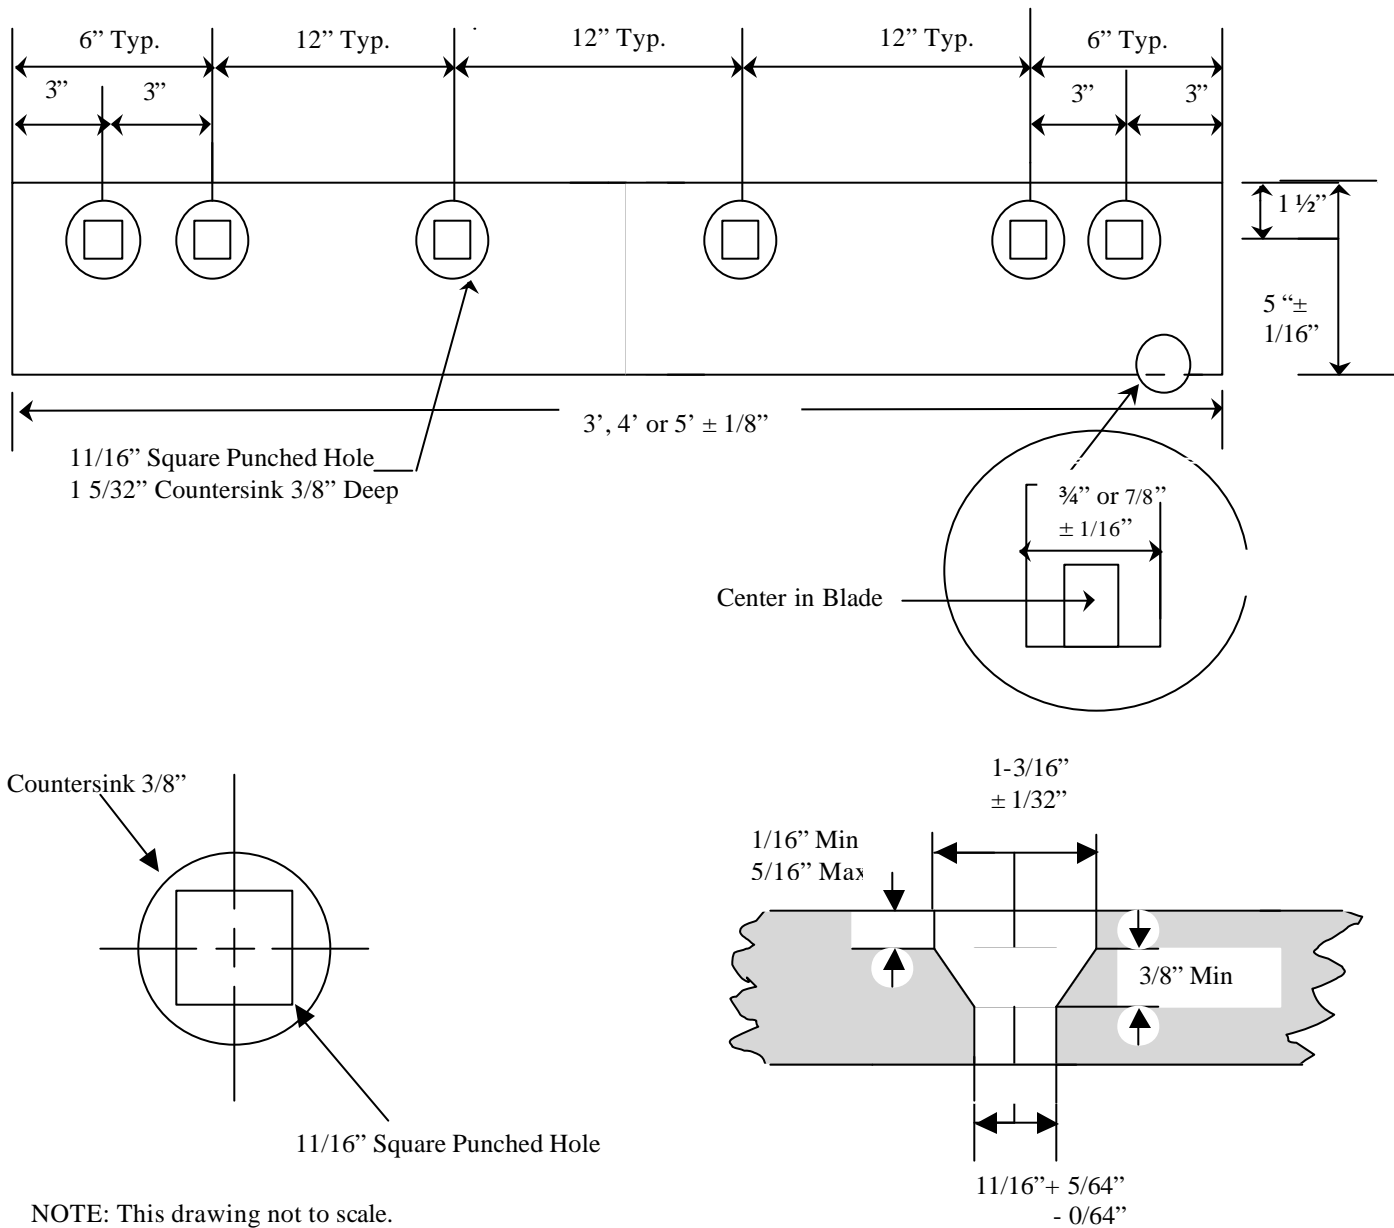 6” Typ.
12” Typ.
12” Typ.
12” Typ.
6” Typ.
3”
3”
3”
3”
1 ½”
5 “±
1/16”
3’, 4’ or 5’ ± 1/8”
11/16” Square Punched Hole
1 5/32” Countersink 3/8” Deep
¾” or 7/8”
± 1/16”
Center in Blade
Countersink 3/8”
11/16” Square Punched Hole
1-3/16”
± 1/32”
1/16” Min
5/16” Max
3/8” Min
11/16”+ 5/64”
- 0/64”
NOTE: This drawing not to scale.